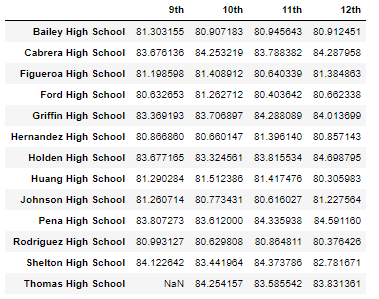 9th 10th 11th 12th
Bailey High School 81.303155 80.907183 80.945643 80.912451
Cabrera High School 83.676136 84.253219 83.788382 84.287958
Figueroa High School 81.198598 81.408912 80.640339 81.384863
Ford High School 80.632653 81.262712 80.403642 80.662338
Griffin High School 83.369193 83.706897 84.288089 84.013699
Hernandez High School 80.866860 80.660147 81.396140 80.857143
Holden High School 83.677165 83.324561 83.815534 84.698795
Huang High School 81.290284 81.512386 81.417476 80.305983
Johnson High School 81.260714 80.773431 80.616027 81.227564
Pena High School 83.807273 83.612000 84.335938 84.591160
Rodriguez High School 80.993127 80.629808 80.864811 80.376426
Shelton High School 84.122642 83.441964 84.373786 82.781671
Thomas High School NaN 84.254157 83.585542 83.831361